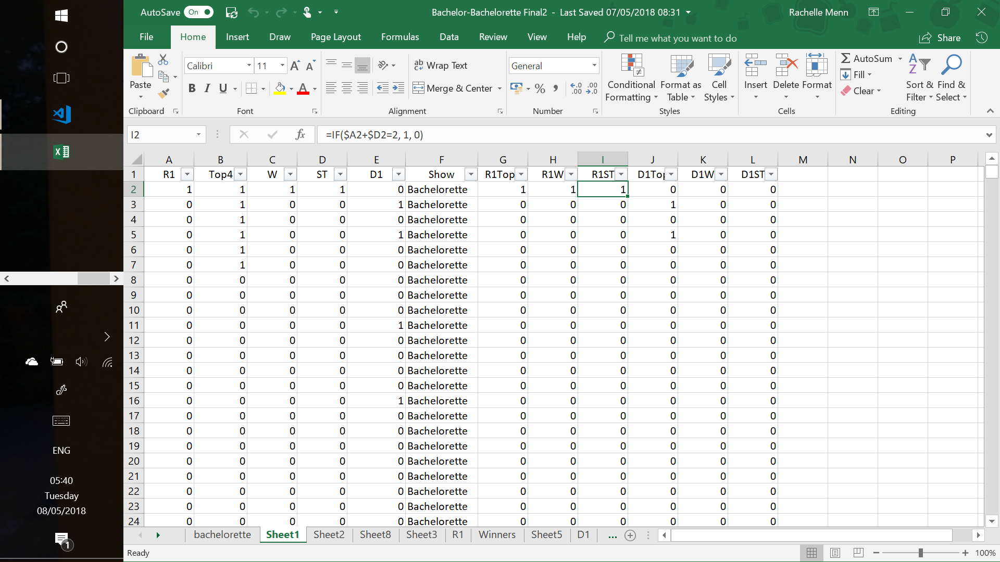 AutoSave On
Bachelor-Bachelorette Final2 - Last Saved 07/05/2018 08:31
Rachelle Menn
File Home Insert Draw Page Layout Formulas Data Review View Help Tell me what you want to do Share
Paste
Calibri 11
B I U
Wrap Text
Merge & Center
General
Conditional Formatting
Format as Table
Cell Styles
Insert Delete Format
AutoSum
Fill
Clear
Sort & Filter
Find & Select
Clipboard Font Alignment Number Styles Cells Editing
I2 fx =IF($A2+$D2=2, 1, 0)
A B C D E F G H I J K L M N O P
1 R1 Top4 W ST D1 Show R1Top R1W R1ST D1Top D1W D1ST
2 1 1 1 1 0 Bachelorette 1 1 1 0 0 0
3 0 1 0 0 1 Bachelorette 0 0 0 1 0 0
4 0 1 0 0 0 Bachelorette 0 0 0 0 0 0
5 0 1 0 0 1 Bachelorette 0 0 0 1 0 0
6 0 1 0 0 0 Bachelorette 0 0 0 0 0 0
7 0 1 0 0 0 Bachelorette 0 0 0 0 0 0
8 0 0 0 0 0 Bachelorette 0 0 0 0 0 0
9 0 0 0 0 0 Bachelorette 0 0 0 0 0 0
10 0 0 0 0 0 Bachelorette 0 0 0 0 0 0
11 0 0 0 0 1 Bachelorette 0 0 0 0 0 0
12 0 0 0 0 0 Bachelorette 0 0 0 0 0 0
13 0 0 0 0 0 Bachelorette 0 0 0 0 0 0
14 0 0 0 0 0 Bachelorette 0 0 0 0 0 0
15 0 0 0 0 0 Bachelorette 0 0 0 0 0 0
16 0 0 0 0 1 Bachelorette 0 0 0 0 0 0
17 0 0 0 0 0 Bachelorette 0 0 0 0 0 0
18 0 0 0 0 0 Bachelorette 0 0 0 0 0 0
19 0 0 0 0 0 Bachelorette 0 0 0 0 0 0
20 0 0 0 0 0 Bachelorette 0 0 0 0 0 0
21 0 0 0 0 0 Bachelorette 0 0 0 0 0 0
22 0 0 0 0 0 Bachelorette 0 0 0 0 0 0
23 0 0 0 0 0 Bachelorette 0 0 0 0 0 0
24 0 0 0 0 0 Bachelorette 0 0 0 0 0 0
bachelorette Sheet1 Sheet2 Sheet8 Sheet3 R1 Winners Sheet5 D1 ...
Ready 100%
ENG
05:40
Tuesday
08/05/2018
1